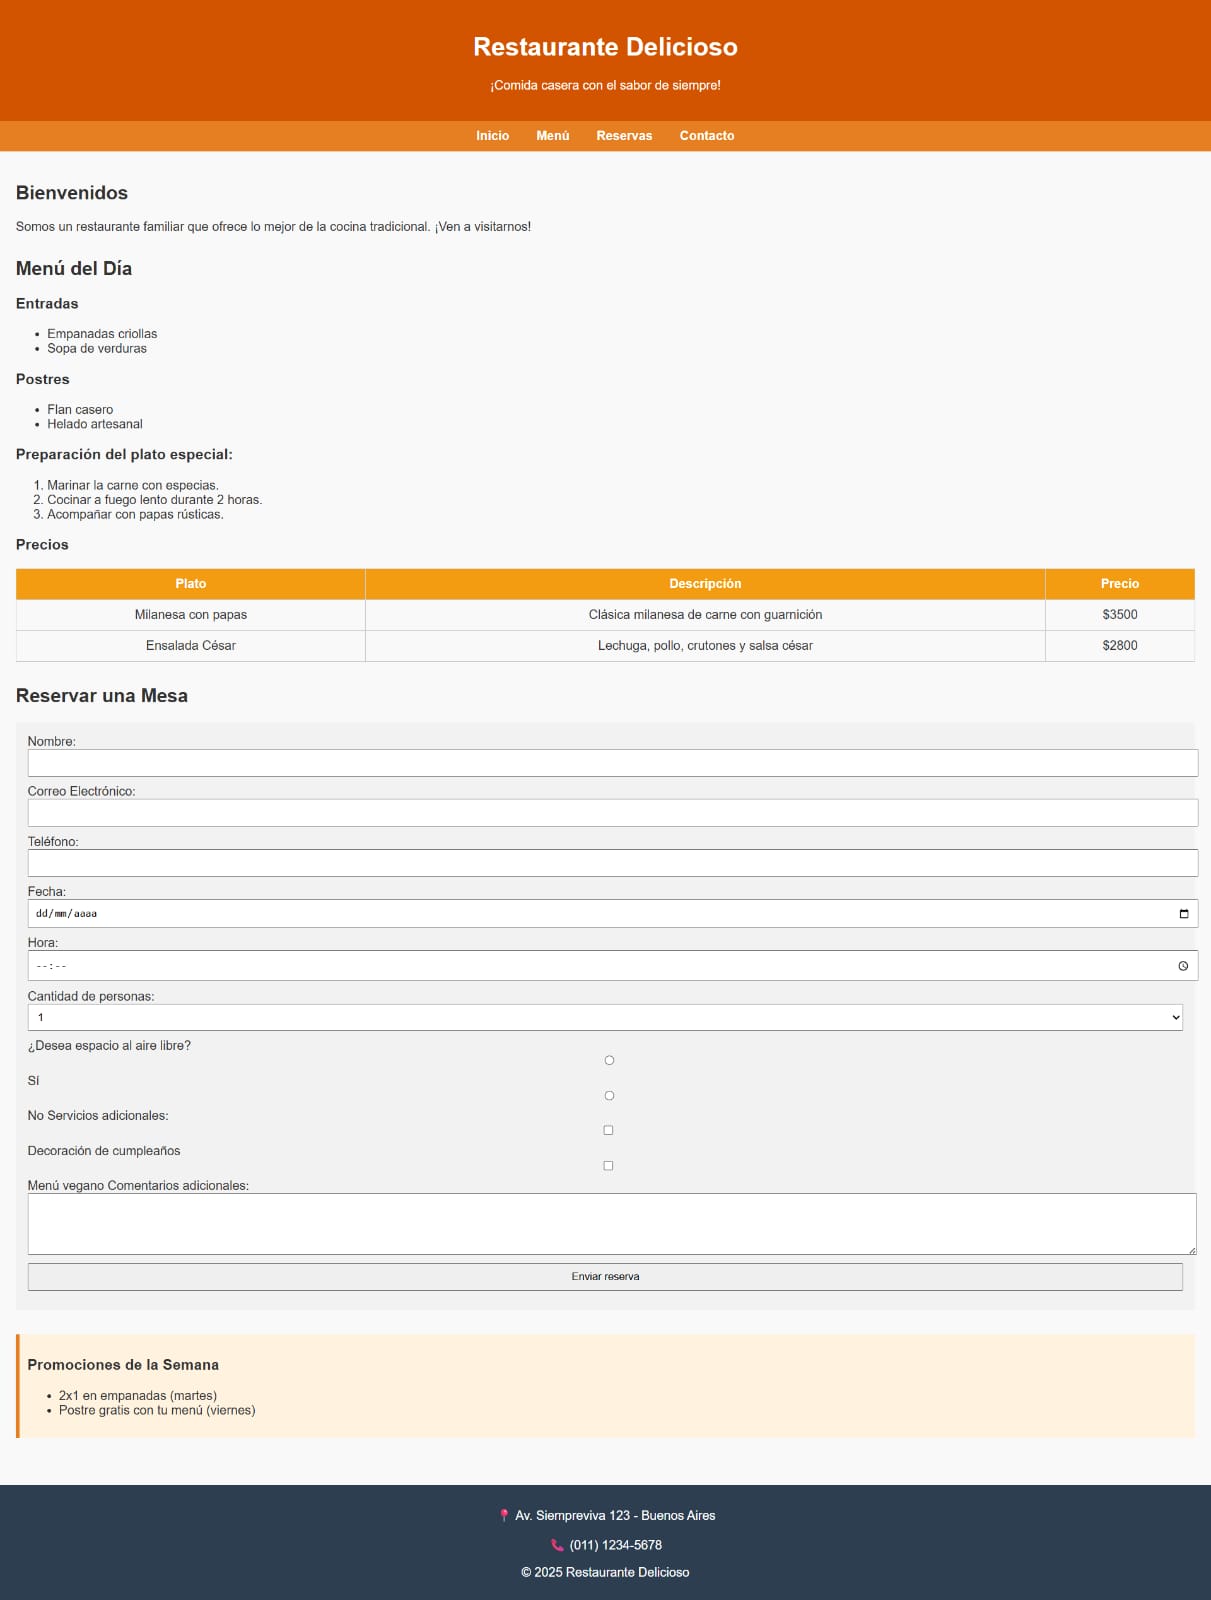 Restaurante Delicioso
¡Comida casera con el sabor de siempre!
Inicio Menú Reservas Contacto
Bienvenidos
Somos un restaurante familiar que ofrece lo mejor de la cocina tradicional. ¡Ven a visitarnos!
Menú del Día
Entradas
• Empanadas criollas
• Sopa de verduras
Postres
• Flan casero
• Helado artesanal
Preparación del plato especial:
1. Marinar la carne con especias.
2. Cocinar a fuego lento durante 2 horas.
3. Acompañar con papas rústicas.
Precios
Plato Descripción Precio
Milanesa con papas Clásica milanesa de carne con guarnición $3500
Ensalada César Lechuga, pollo, crutones y salsa césar $2800
Reservar una Mesa
Nombre:
Correo Electrónico:
Teléfono:
Fecha:
dd/mm/aaaa
Hora:
--:--
Cantidad de personas:
1
¿Desea espacio al aire libre?
Sí
No Servicios adicionales:
Decoración de cumpleaños
Menú vegano Comentarios adicionales:
Enviar reserva
Promociones de la Semana
• 2x1 en empanadas (martes)
• Postre gratis con tu menú (viernes)
📍 Av. Siempreviva 123 - Buenos Aires
📞 (011) 1234-5678
© 2025 Restaurante Delicioso